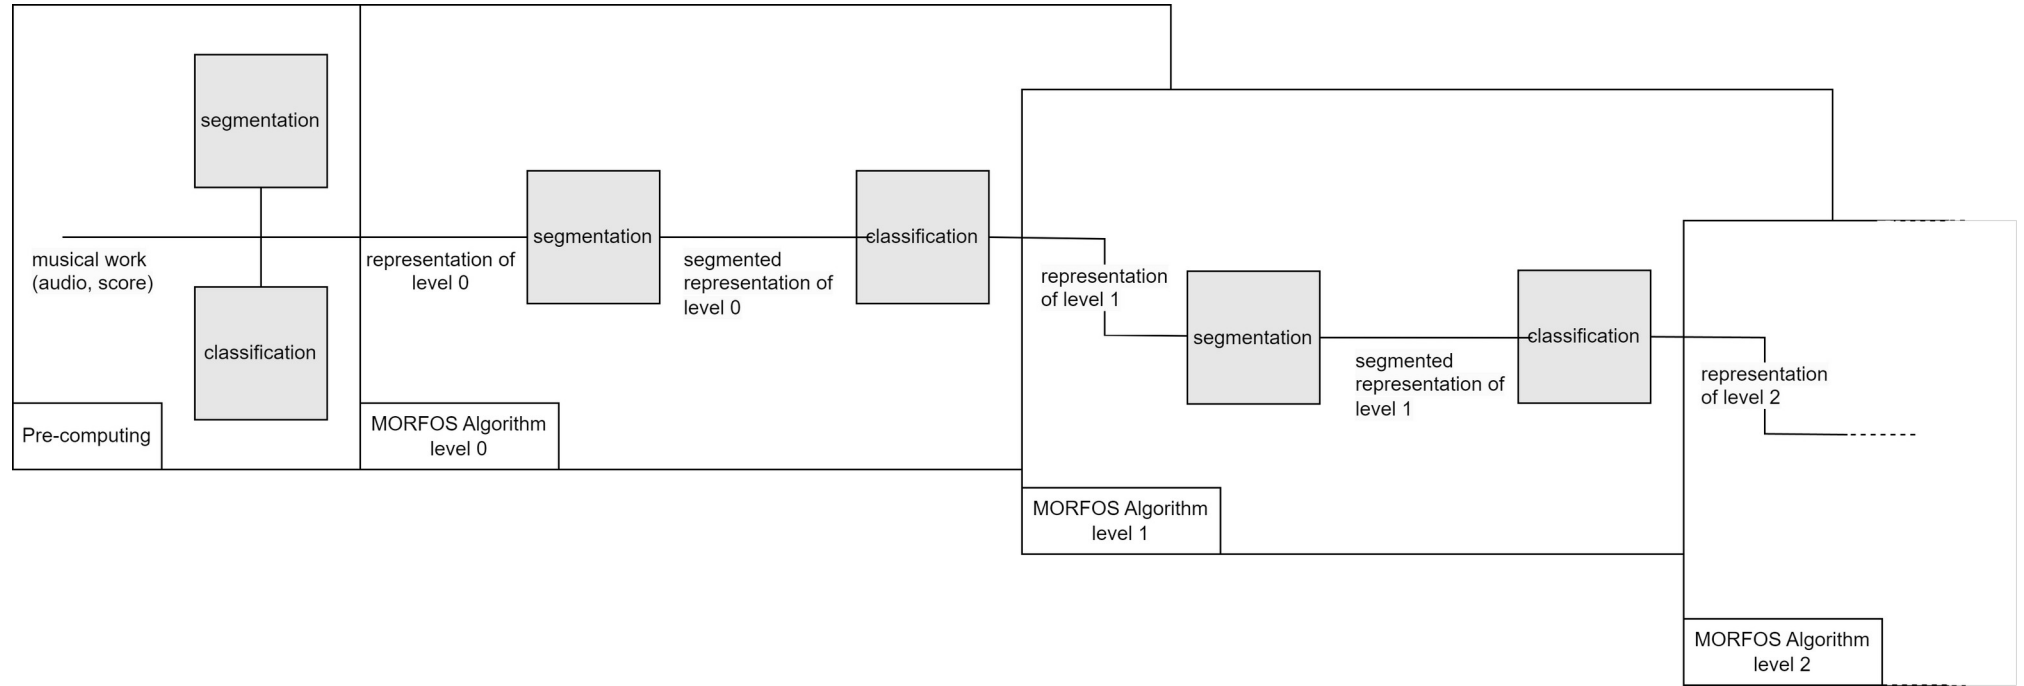 segmentation
musical work
(audio, score)
classification
Pre-computing
representation of
level 0
segmentation
segmented
representation of
level 0
classification
MORFOS Algorithm
level 0
representation
of level 1
segmentation
segmented
representation of
level 1
classification
MORFOS Algorithm
level 1
representation
of level 2
MORFOS Algorithm
level 2